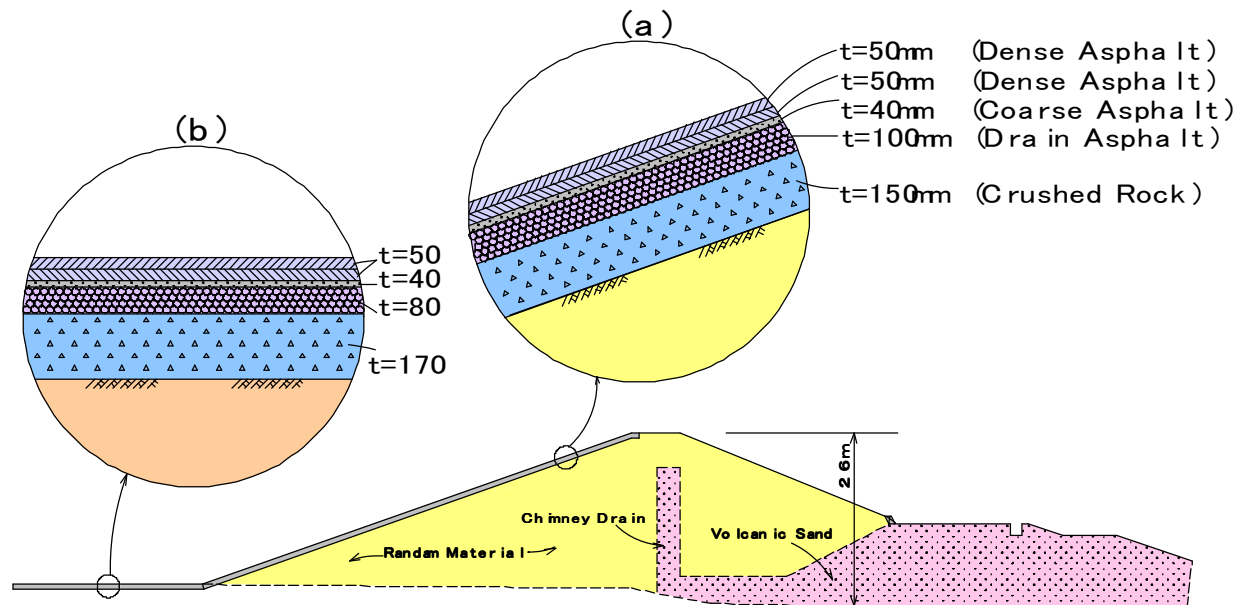 (a)
t=50mm (Dense Asphalt)
t=50mm (Dense Asphalt)
t=40mm (Coarse Asphalt)
t=100mm (Drain Asphalt)
t=150mm (Crushed Rock)
(b)
t=50
t=40
t=80
t=170
26m
Chimney Drain
Volcanic Sand
Randam Material